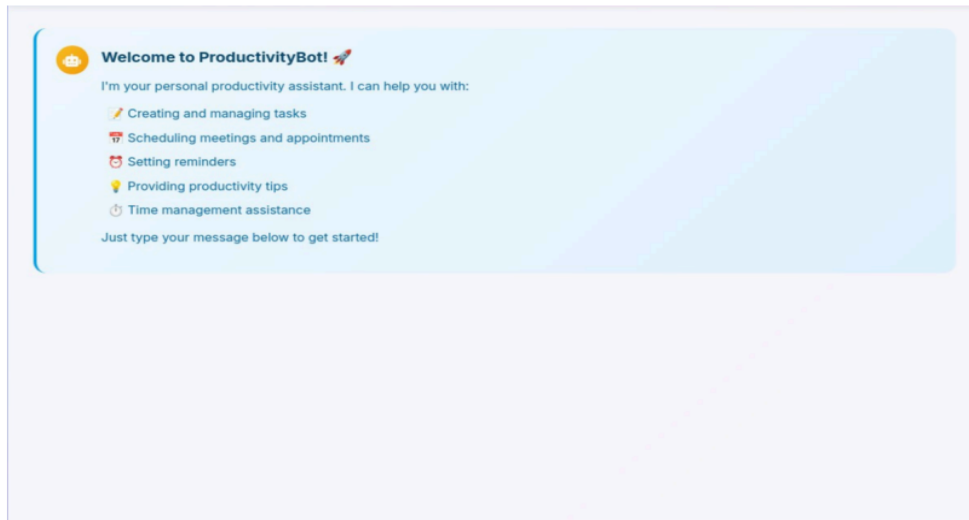 Welcome to ProductivityBot! 🚀
I'm your personal productivity assistant. I can help you with:
📝 Creating and managing tasks
📅 Scheduling meetings and appointments
⏰ Setting reminders
💡 Providing productivity tips
⏱️ Time management assistance
Just type your message below to get started!